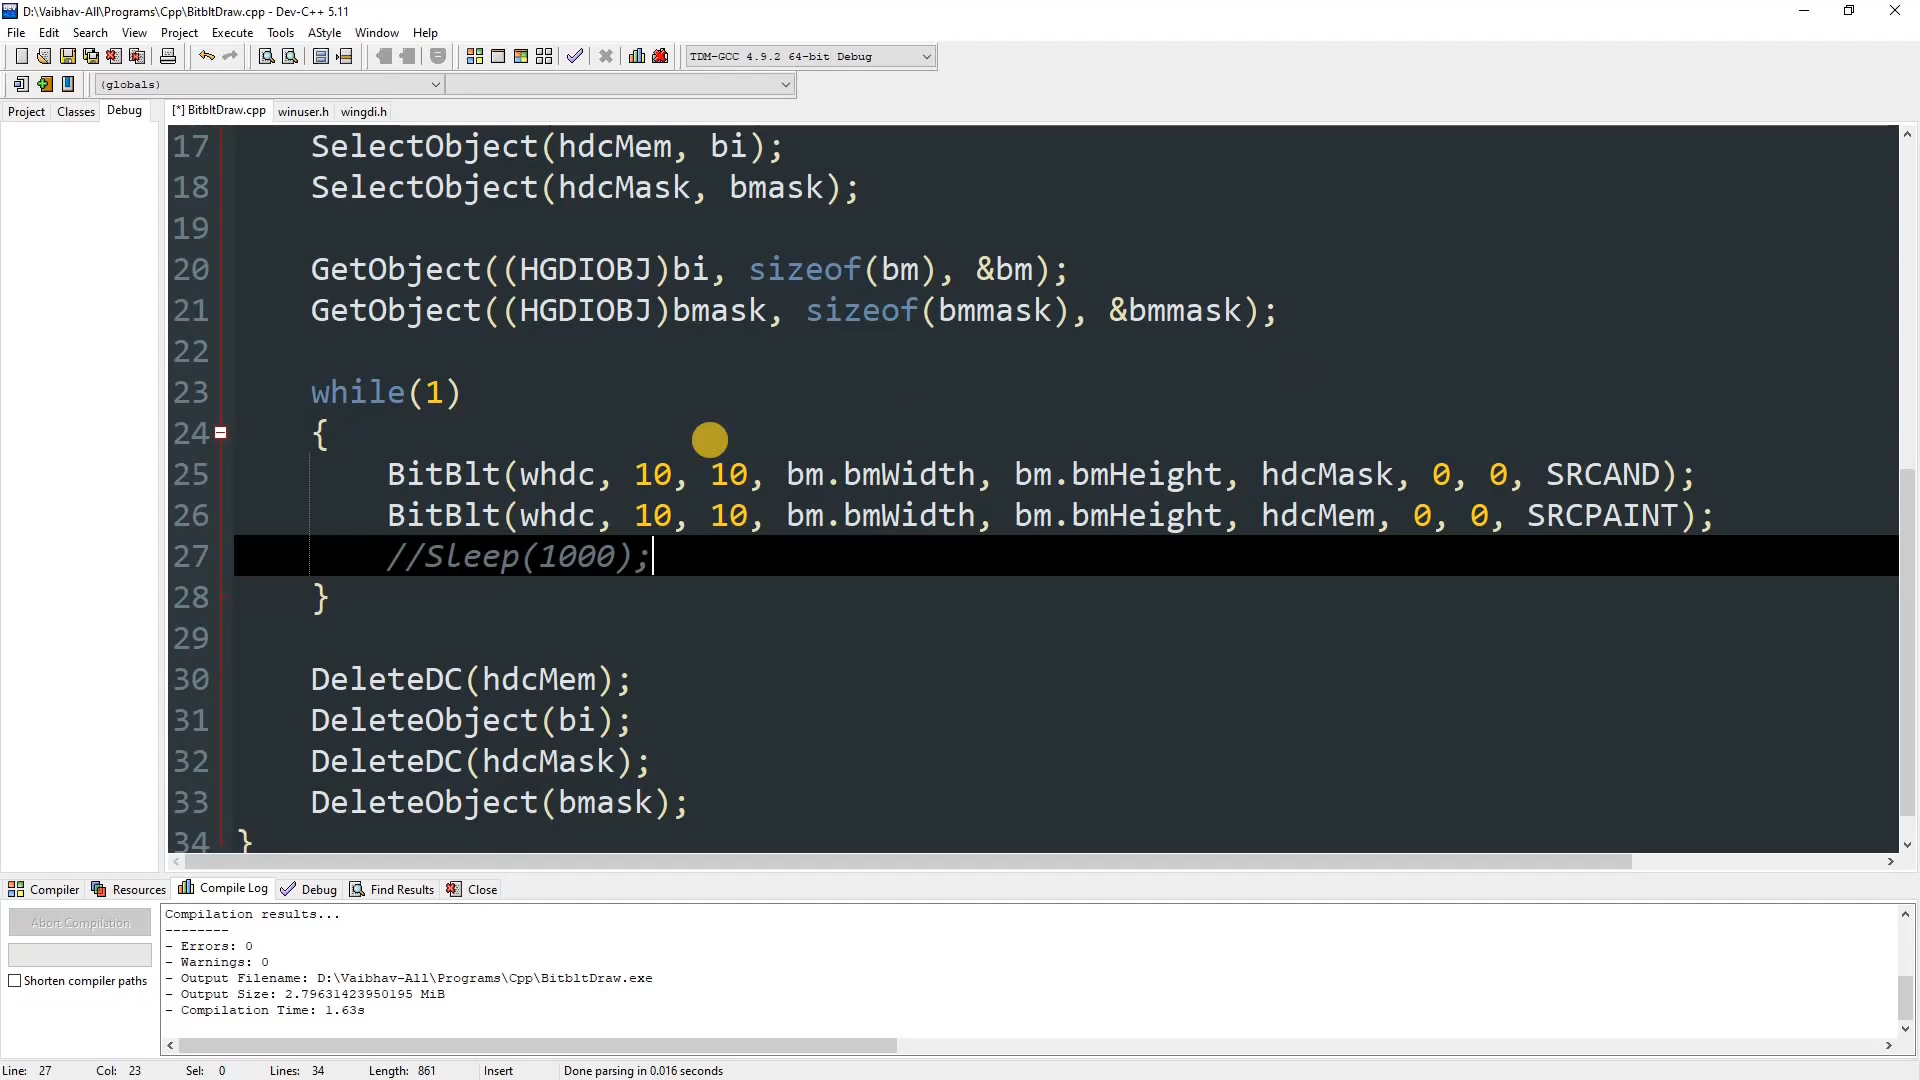 D:\Vaibhav-All\Programs\Cpp\BitbltDraw.cpp - Dev-C++ 5.11
File Edit Search View Project Execute Tools AStyle Window Help
TDM-GCC 4.9.2 64-bit Debug
(globals)
Project Classes Debug [*] BitbltDraw.cpp winuser.h wingdi.h
17 SelectObject(hdcMem, bi);
18 SelectObject(hdcMask, bmask);
19
20 GetObject((HGDIOBJ)bi, sizeof(bm), &bm);
21 GetObject((HGDIOBJ)bmask, sizeof(bmmask), &bmmask);
22
23 while(1)
24 {
25 BitBlt(whdc, 10, 10, bm.bmWidth, bm.bmHeight, hdcMask, 0, 0, SRCAND);
26 BitBlt(whdc, 10, 10, bm.bmWidth, bm.bmHeight, hdcMem, 0, 0, SRCPAINT);
27 //Sleep(1000);
28 }
29
30 DeleteDC(hdcMem);
31 DeleteObject(bi);
32 DeleteDC(hdcMask);
33 DeleteObject(bmask);
34 }
Compiler Resources Compile Log Debug Find Results Close
Abort Compilation
Shorten compiler paths
Compilation results...
--------
- Errors: 0
- Warnings: 0
- Output Filename: D:\Vaibhav-All\Programs\Cpp\BitbltDraw.exe
- Output Size: 2.79631423950195 MiB
- Compilation Time: 1.63s
Line: 27 Col: 23 Sel: 0 Lines: 34 Length: 861 Insert Done parsing in 0.016 seconds